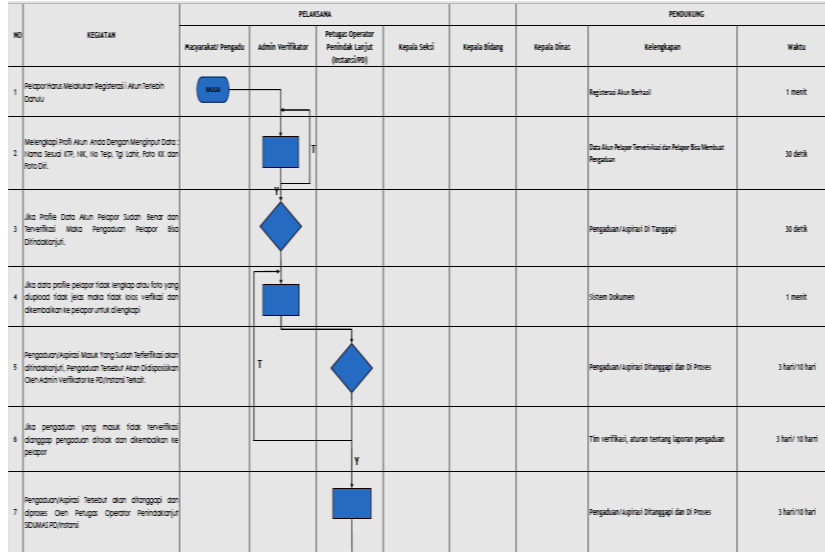 PELAKSANA
PENDUKUNG
NO
KEGIATAN
Masyarakat/ Pengadu
Admin Verifikator
Petugas Operator
Penindak Lanjut
(Instansi/PD)
Kepala Seksi
Kepala Bidang
Kepala Dinas
Kelengkapan
Waktu
1
Pelapor Harus Melakukan Registerasi i Akun Terlebih
Dahulu
MULAI
Registerasi Akun Berhasil
1 menit
2
Melengkapi Profil Akun Anda Dengan Menginput Data :
Nama Sesuai KTP, NIK, No Telp, Tgl Lahir, Foto KK dan
Foto Diri.
T
Data Akun Pelapor Terverivikasi dan Pelapor Bisa Membuat
Pengaduan
30 detik
Y
3
Jika Profile Data Akun Pelapor Sudah Benar dan
Terverifikasi Maka Pengaduan Pelapor Bisa
Ditindaklanjuti.
Pengaduan/Aspirasi Di Tanggapi
30 detik
4
Jika data profile pelapor tidak lengkap atau foto yang
diupload tidak jelas maka tidak lolos verifkasi dan
dikembalikan ke pelapor untuk dilengkapi
Sistem Dokumen
1 menit
5
Pengaduan/Aspirasi Masuk Yang Sudah Terferifikasi akan
ditindaklanjuti, Pengaduan Tersebut Akan Didisposisikan
Oleh Admin Verifikator ke PD/Instansi Terkait.
T
Pengaduan/Aspirasi Ditanggapi dan Di Proses
3 hari/10 hari
6
Jika pengaduan yang masuk tidak terverifikasi
dianggap pengaduan ditolak dan dikembalikan ke
pelapor
Tim verifikasi, aturan tentang laporan pengaduan
3 hari/ 10 harri
Y
7
Pengaduan/Aspirasi Tersebut akan ditanggapi dan
diproses Oleh Petugas Operator Penindaklanjut
SIDUMAS PD/Instansi
Pengaduan/Aspirasi Ditanggapi dan Di Proses
3 hari/10 hari